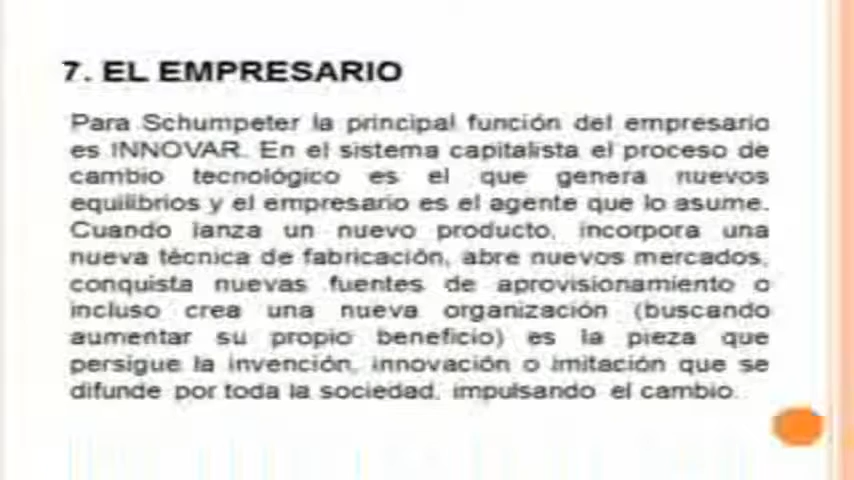 7. EL EMPRESARIO
Para Schumpeter la principal función del empresario
es INNOVAR. En el sistema capitalista el proceso de
cambio tecnológico es el que genera nuevos
equilibrios y el empresario es el agente que lo asume.
Cuando lanza un nuevo producto, incorpora una
nueva técnica de fabricación, abre nuevos mercados,
conquista nuevas fuentes de aprovisionamiento o
incluso crea una nueva organización (buscando
aumentar su propio beneficio) es la pieza que
persigue la invención, innovación o imitación que se
difunde por toda la sociedad, impulsando el cambio.